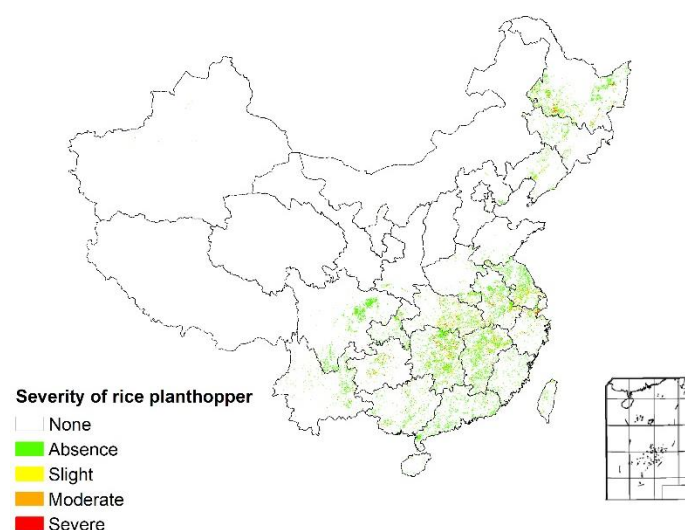 Severity of rice planthopper
None
Absence
Slight
Moderate
Severe